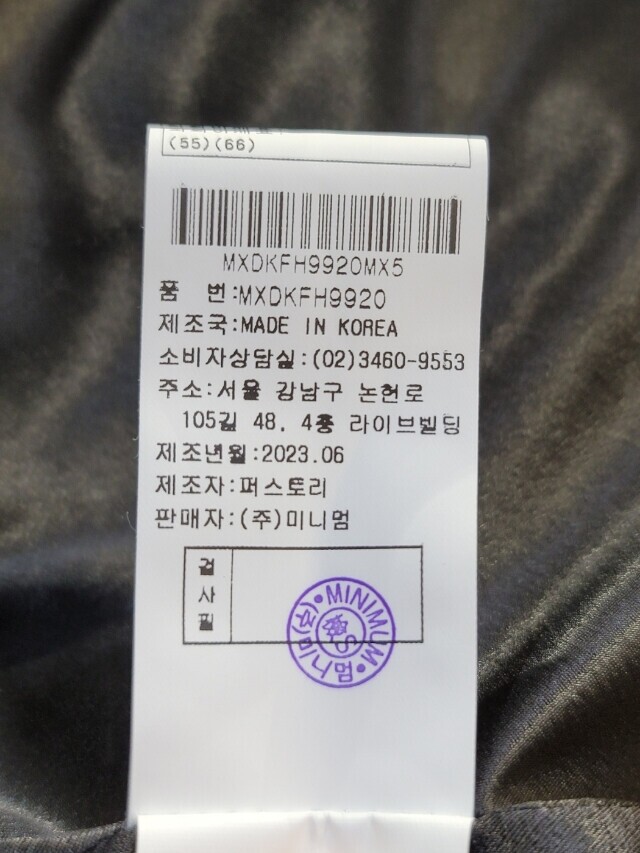 (55)(66)
MXDKFH9920MX5
품 번:MXDKFH9920
제조국:MADE IN KOREA
소비자상담실:(02)3460-9553
주소:서울 강남구 논현로
105길 48, 4층 라이브빌딩
제조년월:2023.06
제조자:퍼스토리
판매자:(주)미니멈
검
사
필
MINIMUM
(주)미니멈
S